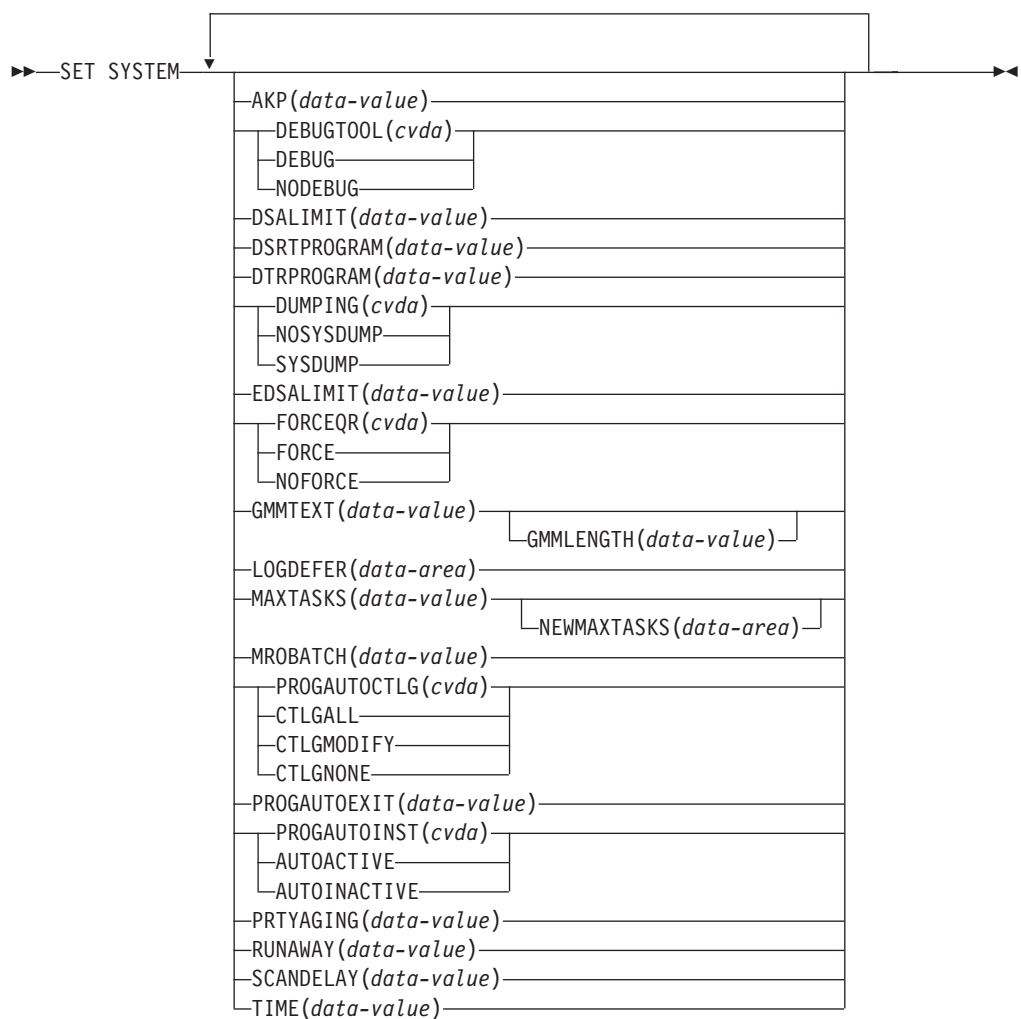 SET SYSTEM
AKP(data-value)
DEBUGTOOL(cvda)
DEBUG
NODEBUG
DSALIMIT(data-value)
DSRTPROGRAM(data-value)
DTRPROGRAM(data-value)
DUMPING(cvda)
NOSYSDUMP
SYSDUMP
EDSALIMIT(data-value)
FORCEQR(cvda)
FORCE
NOFORCE
GMMTEXT(data-value)
GMMLENGTH(data-value)
LOGDEFER(data-area)
MAXTASKS(data-value)
NEWMAXTASKS(data-area)
MROBATCH(data-value)
PROGAUTOCTLG(cvda)
CTLGALL
CTLGMODIFY
CTLGNONE
PROGAUTOEXIT(data-value)
PROGAUTOINST(cvda)
AUTOACTIVE
AUTOINACTIVE
PRTYAGING(data-value)
RUNAWAY(data-value)
SCANDELAY(data-value)
TIME(data-value)